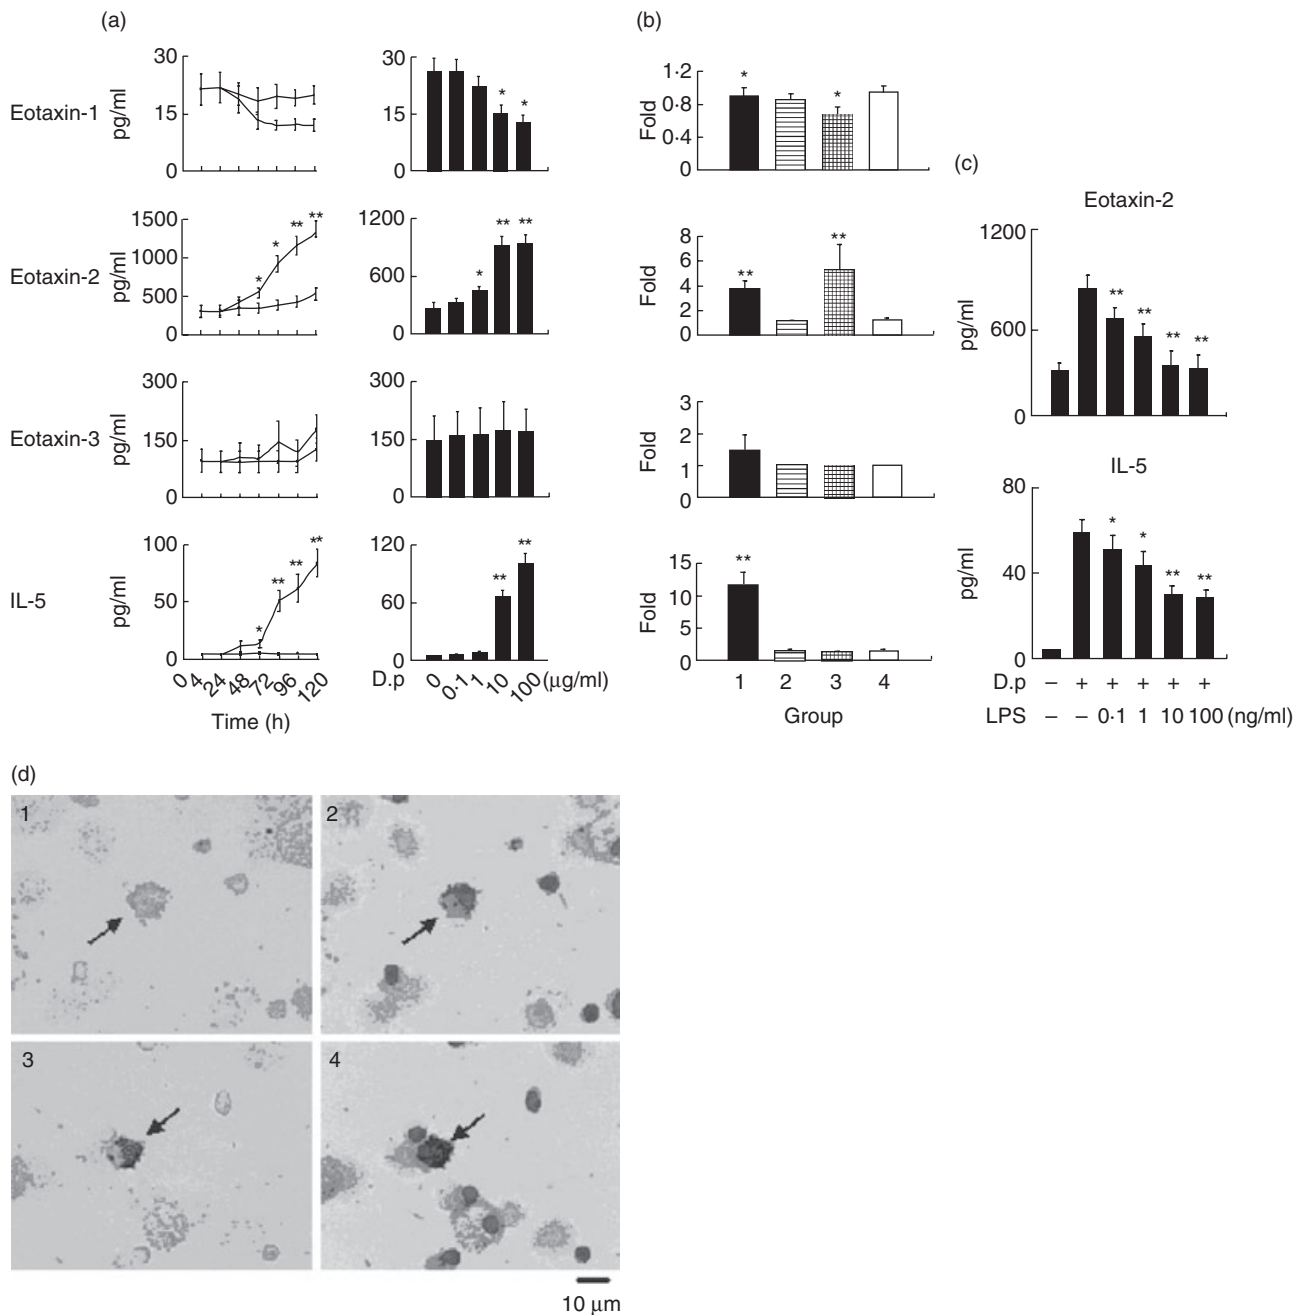 (a)
(b)
Eotaxin-1
pg/ml
30
15
0
30
15
0
Fold
1·2
0·8
0·4
0
* *
* *
Eotaxin-2
pg/ml
1500
1000
500
0
* * ** **
1200
600
0
* ** **
Fold
8
6
4
2
0
** **
Eotaxin-3
pg/ml
300
150
0
300
150
0
Fold
3
2
1
0
IL-5
pg/ml
100
50
0
* ** ** **
120
60
0
** **
Fold
15
10
5
0
**
0 4 24 48 72 96 120
Time (h)
D.p 0 0·1 1 10 100 (μg/ml)
1 2 3 4
Group
(c)
Eotaxin-2
pg/ml
1200
600
0
** ** ** **
IL-5
pg/ml
80
40
0
* * ** **
D.p – + + + + +
LPS – – 0·1 1 10 100 (ng/ml)
(d)
1
2
3
4
10 μm